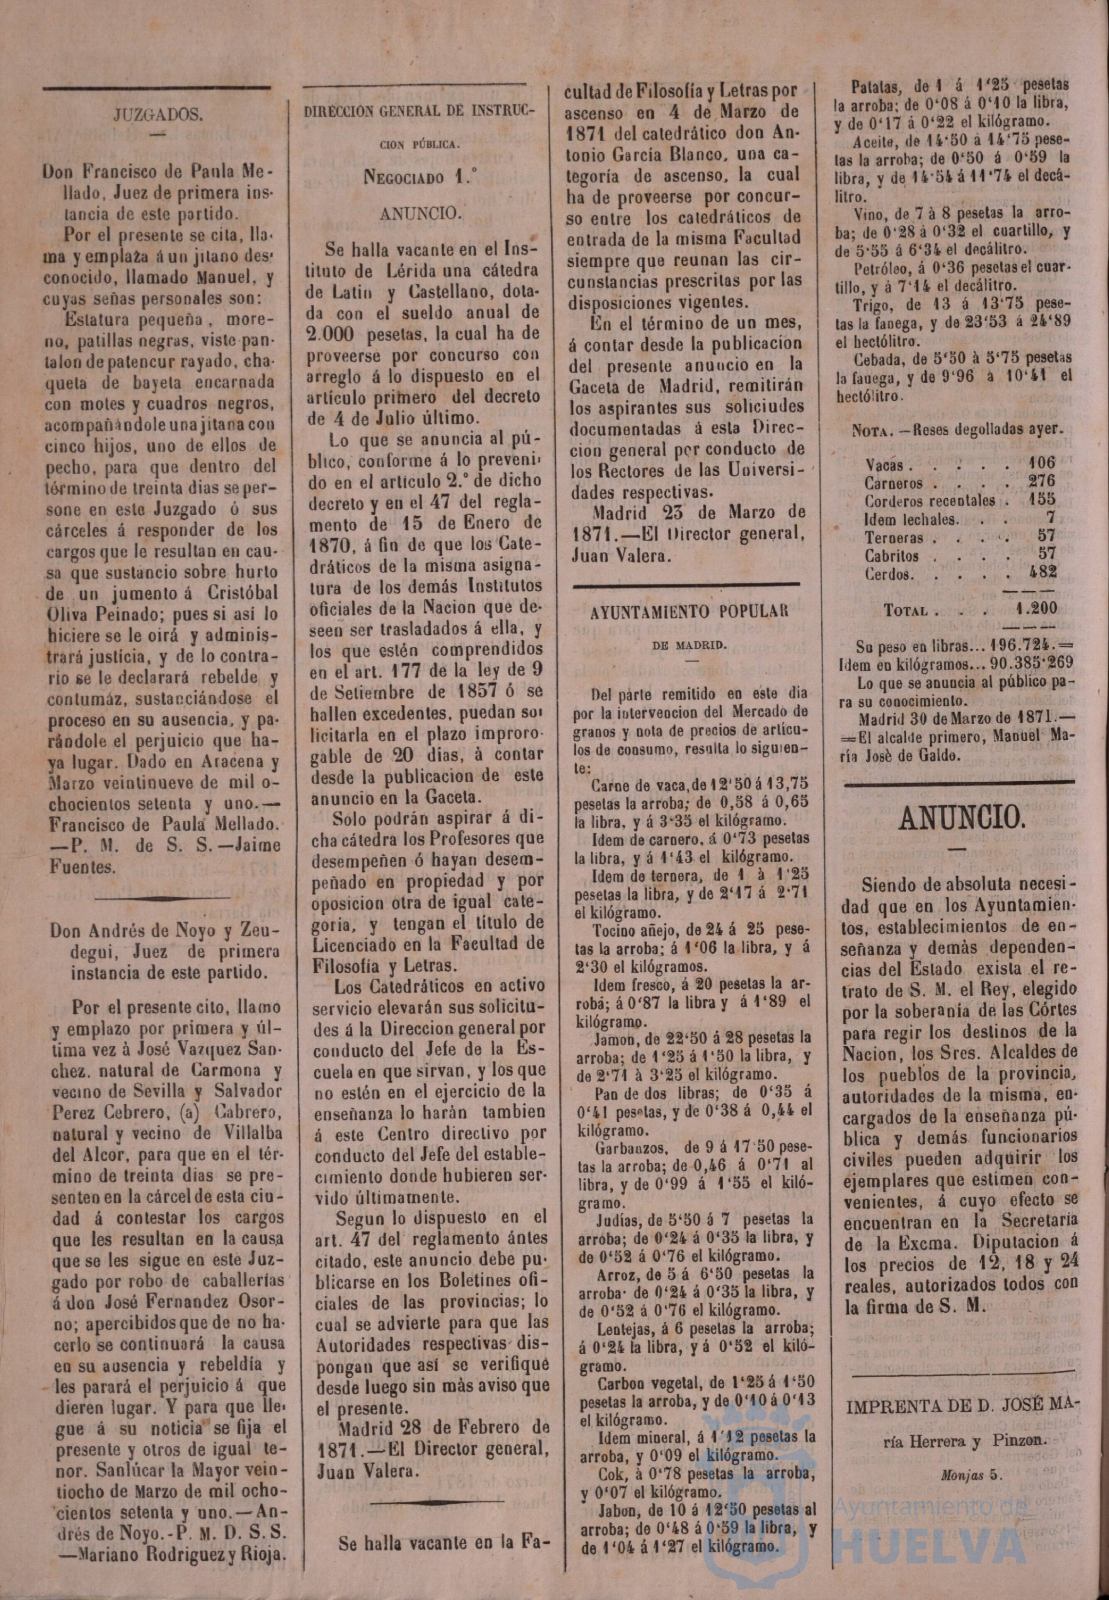 JUZGADOS.
Don Francisco de Paula Me-
llado, Juez de primera ins-
tancia de este partido.
Por el presente se cita, lla-
ma y emplaza á un jitano des-
conocido, llamado Manuel, y
cuyas señas personales son:
Estatura pequeña, more-
no, patillas negras, viste pan-
talon de patencur rayado, cha-
queta de bayeta encarnada
con motes y cuadros negros,
acompañándole una jitana con
cinco hijos, uno de ellos de
pecho, para que dentro del
término de treinta dias se per-
sone en este Juzgado ó sus
cárceles á responder de los
cargos que le resultan en cau-
sa que sustancio sobre hurto
de un jumento á Cristóbal
Oliva Peinado; pues si asi lo
hiciere se le oirá y adminis-
trará justicia, y de lo contra-
rio se le declarará rebelde y
contumáz, sustanciándose el
proceso en su ausencia, y pa-
rándole el perjuicio que ha-
ya lugar. Dado en Aracena y
Marzo veintinueve de mil o-
chocientos setenta y uno.—
Francisco de Paula Mellado.
—P. M. de S. S.—Jaime
Fuentes.
Don Andrés de Noyo y Zeu-
degui, Juez de primera
instancia de este partido.
Por el presente cito, llamo
y emplazo por primera y úl-
tima vez à José Vazquez San-
chez, natural de Carmona y
vecino de Sevilla y Salvador
Perez Cebrero, (a) Cabrero,
natural y vecino de Villalba
del Alcor, para que en el tér-
mino de treinta dias se pre-
senten en la cárcel de esta ciu-
dad á contestar los cargos
que les resultan en la causa
que se les sigue en este Juz-
gado por robo de caballerías
á don José Fernandez Osor-
no; apercibidos que de no ha-
cerlo se continuará la causa
en su ausencia y rebeldía y
les parará el perjuicio á que
dieren lugar. Y para que lle-
gue á su noticia se fija el
presente y otros de igual te-
nor. Sanlúcar la Mayor vein-
tiocho de Marzo de mil ocho-
cientos setenta y uno.—An-
drés de Noyo.-P. M. D. S. S.
—Mariano Rodriguez y Rioja.
DIRECCION GENERAL DE INSTRUC-
CION PÚBLICA.
NEGOCIADO 1.º
ANUNCIO.
Se halla vacante en el Ins-
tituto de Lérida una cátedra
de Latin y Castellano, dota-
da con el sueldo anual de
2.000 pesetas, la cual ha de
proveerse por concurso con
arreglo á lo dispuesto en el
artículo primero del decreto
de 4 de Julio último.
Lo que se anuncia al pú-
blico, conforme á lo preveni-
do en el artículo 2.º de dicho
decreto y en el 47 del regla-
mento de 15 de Enero de
1870, á fin de que los Cate-
dráticos de la misma asigna-
tura de los demás Institutos
oficiales de la Nacion que de-
seen ser trasladados á ella, y
los que estén comprendidos
en el art. 177 de la ley de 9
de Setiembre de 1857 ó se
hallen excedentes, puedan so-
licitarla en el plazo improro-
gable de 20 dias, à contar
desde la publicacion de este
anuncio en la Gaceta.
Solo podrán aspirar á di-
cha cátedra los Profesores que
desempeñen ó hayan desem-
peñado en propiedad y por
oposicion otra de igual cate-
goria, y tengan el título de
Licenciado en la Facultad de
Filosofía y Letras.
Los Catedráticos en activo
servicio elevarán sus solicitu-
des á la Direccion general por
conducto del Jefe de la Es-
cuela en que sirvan, y los que
no estén en el ejercicio de la
enseñanza lo harán tambien
á este Centro directivo por
conducto del Jefe del estable-
cimiento donde hubieren ser-
vido últimamente.
Segun lo dispuesto en el
art. 47 del reglamento ántes
citado, este anuncio debe pu-
blicarse en los Boletines ofi-
ciales de las provincias; lo
cual se advierte para que las
Autoridades respectivas dis-
pongan que así se verifique
desde luego sin màs aviso que
el presente.
Madrid 28 de Febrero de
1871.—El Director general,
Juan Valera.
Se halla vacante en la Fa-
cultad de Filosofía y Letras por
ascenso en 4 de Marzo de
1871 del catedrático don An-
tonio García Blanco, una ca-
tegoría de ascenso, la cual
ha de proveerse por concur-
so entre los catedráticos de
entrada de la misma Facultad
siempre que reunan las cir-
cunstancias prescritas por las
disposiciones vigentes.
En el término de un mes,
á contar desde la publicacion
del presente anuncio en la
Gaceta de Madrid, remitirán
los aspirantes sus soliciudes
documentadas á esta Direc-
cion general por conducto de
los Rectores de las Universi-
dades respectivas.
Madrid 23 de Marzo de
1871.—El Director general,
Juan Valera.
AYUNTAMIENTO POPULAR
DE MADRID.
Del parte remitido en este dia
por la intervencion del Mercado de
granos y nota de precios de artícu-
los de consumo, resulta lo siguien-
te:
Carne de vaca, de 12'50 á 13,75
pesetas la arroba; de 0,58 á 0,65
la libra, y á 3'35 el kilógramo.
Idem de carnero, á 0'73 pesetas
la libra, y á 1'43 el kilógramo.
Idem de ternera, de 1 à 1'25
pesetas la libra, y de 2'17 á 2'71
el kilógramo.
Tocino añejo, de 24 á 25 pese-
tas la arroba; á 1'06 la libra, y á
2'30 el kilógramos.
Idem fresco, á 20 pesetas la ar-
roba; á 0'87 la libra y á 1'89 el
kilógramo.
Jamon, de 22'50 á 28 pesetas la
arroba; de 1'25 á 1'50 la libra, y
de 2'71 à 3'25 el kilógramo.
Pan de dos libras; de 0'35 á
0'41 pesetas, y de 0'38 á 0,44 el
kilógramo.
Garbanzos, de 9 á 17'50 pese-
tas la arroba; de 0,46 á 0'71 al
libra, y de 0'99 á 1'55 el kiló-
gramo.
Judías, de 5'50 á 7 pesetas la
arroba; de 0'24 á 0'35 la libra, y
de 0'52 á 0'76 el kilógramo.
Arroz, de 5 á 6'50 pesetas la
arroba· de 0'24 á 0'35 la libra, y
de 0'52 á 0'76 el kilógramo.
Lentejas, á 6 pesetas la arroba;
á 0'24 la libra, y á 0'52 el kiló-
gramo.
Carbon vegetal, de 1'25 á 1'50
pesetas la arroba, y de 0'10 á 0'13
el kilógramo.
Idem mineral, á 1'12 pesetas la
arroba, y 0'09 el kilógramo.
Cok, à 0'78 pesetas la arroba,
y 0'07 el kilógramo.
Jabon, de 10 á 12'50 pesetas al
arroba; de 0'48 á 0'59 la libra, y
de 1'04 á 1'27 el kilógramo.
Patatas, de 1 á 1'25 pesetas
la arroba; de 0'08 á 0'10 la libra,
y de 0'17 á 0'22 el kilógramo.
Aceite, de 14'50 à 14'75 pese-
tas la arroba; de 0'50 á 0'59 la
libra, y de 14'54 á 11'74 el decá-
litro.
Vino, de 7 à 8 pesetas la arro-
ba; de 0'28 á 0'32 el cuartillo, y
de 5'55 á 6'34 el decálitro.
Petróleo, á 0'36 pesetas el cuar-
tillo, y á 7'14 el decálitro.
Trigo, de 13 á 13'75 pese-
tas la fanega, y de 23'53 á 24'89
el hectólitro.
Cebada, de 5'50 à 5'75 pesetas
la fanega, y de 9'96 à 10'41 el
hectólitro.
NOTA.—Reses degolladas ayer.
Vacas. . . . . 106
Carneros . . . . 276
Corderos recentales . 155
Idem lechales. . . 7
Terneras . . . . 57
Cabritos . . . . 57
Cerdos. . . . . 482
TOTAL . . . 1.200
Su peso en libras... 196.724.=
Idem en kilógramos... 90.385'269
Lo que se anuncia al público pa-
ra su conocimiento.
Madrid 30 de Marzo de 1871.—
=El alcalde primero, Manuel Ma-
ría Josè de Galdo.
ANUNCIO.
Siendo de absoluta necesi-
dad que en los Ayuntamien-
tos, establecimientos de en-
señanza y demàs dependen-
cias del Estado exista el re-
trato de S. M. el Rey, elegido
por la soberanía de las Córtes
para regir los destinos de la
Nacion, los Sres. Alcaldes de
los pueblos de la provincia,
autoridades de la misma, en-
cargados de la enseñanza pú-
blica y demás funcionarios
civiles pueden adquirir los
ejemplares que estimen con-
venientes, á cuyo efecto se
encuentran en la Secretaría
de la Excma. Diputacion á
los precios de 12, 18 y 24
reales, autorizados todos con
la firma de S. M.
IMPRENTA DE D. JOSÉ MA-
ría Herrera y Pinzon.
Monjas 5.
Ayuntamiento de
HUELVA